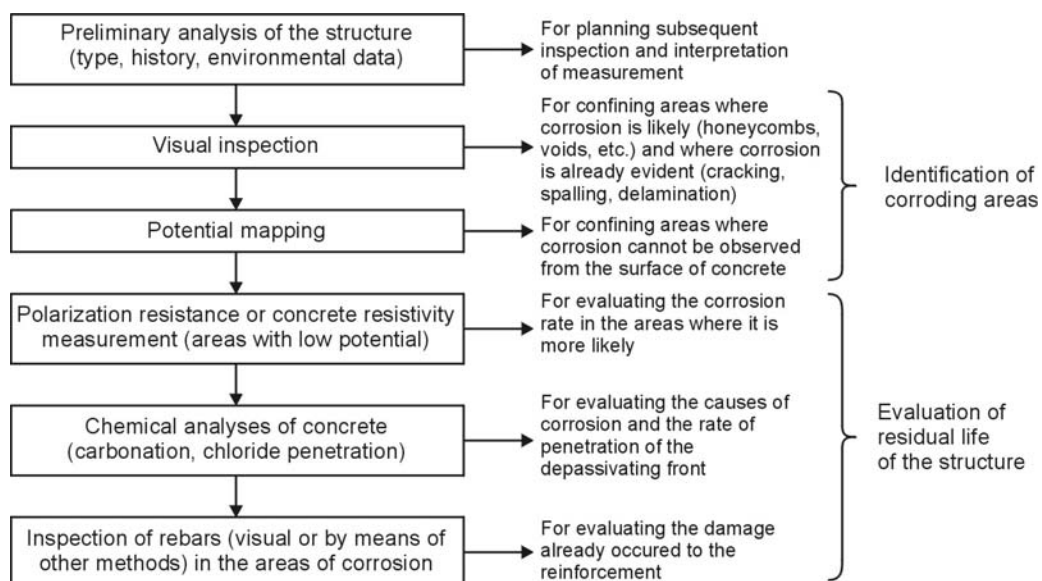 Preliminary analysis of the structure
(type, history, environmental data)
For planning subsequent
inspection and interpretation
of measurement
Visual inspection
For confining areas where
corrosion is likely (honeycombs,
voids, etc.) and where corrosion
is already evident (cracking,
spalling, delamination)
Potential mapping
For confining areas where
corrosion cannot be observed
from the surface of concrete
Identification of
corroding areas
Polarization resistance or concrete resistivity
measurement (areas with low potential)
For evaluating the corrosion
rate in the areas where it is
more likely
Chemical analyses of concrete
(carbonation, chloride penetration)
For evaluating the causes of
corrosion and the rate of
penetration of the
depassivating front
Inspection of rebars (visual or by means of
other methods) in the areas of corrosion
For evaluating the damage
already occured to the
reinforcement
Evaluation of
residual life
of the structure